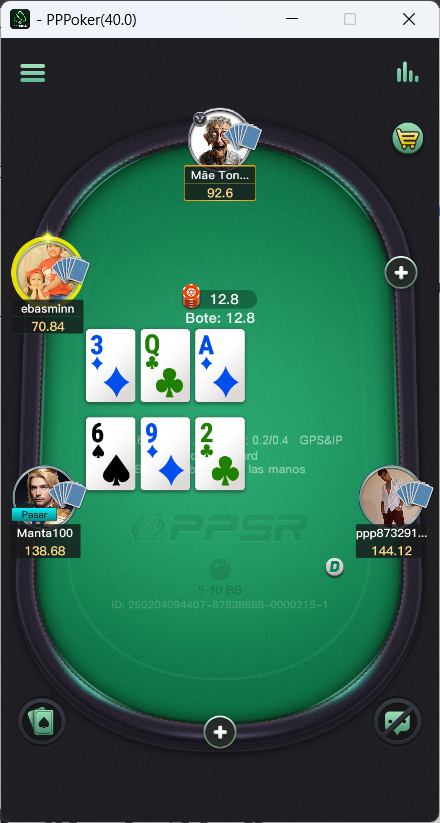 - PPPoker(40.0)
Mãe Ton...
92.6
ebasminn
70.84
12.8
Bote: 12.8
3 Q A
6 9 2
: 0.2/0.4 GPS&IP
las manos
Pasar
Manta100
138.68
ppp873291...
144.12
PPSR
D
5-10 BB
ID: 250204094407-87838688-0000215-1